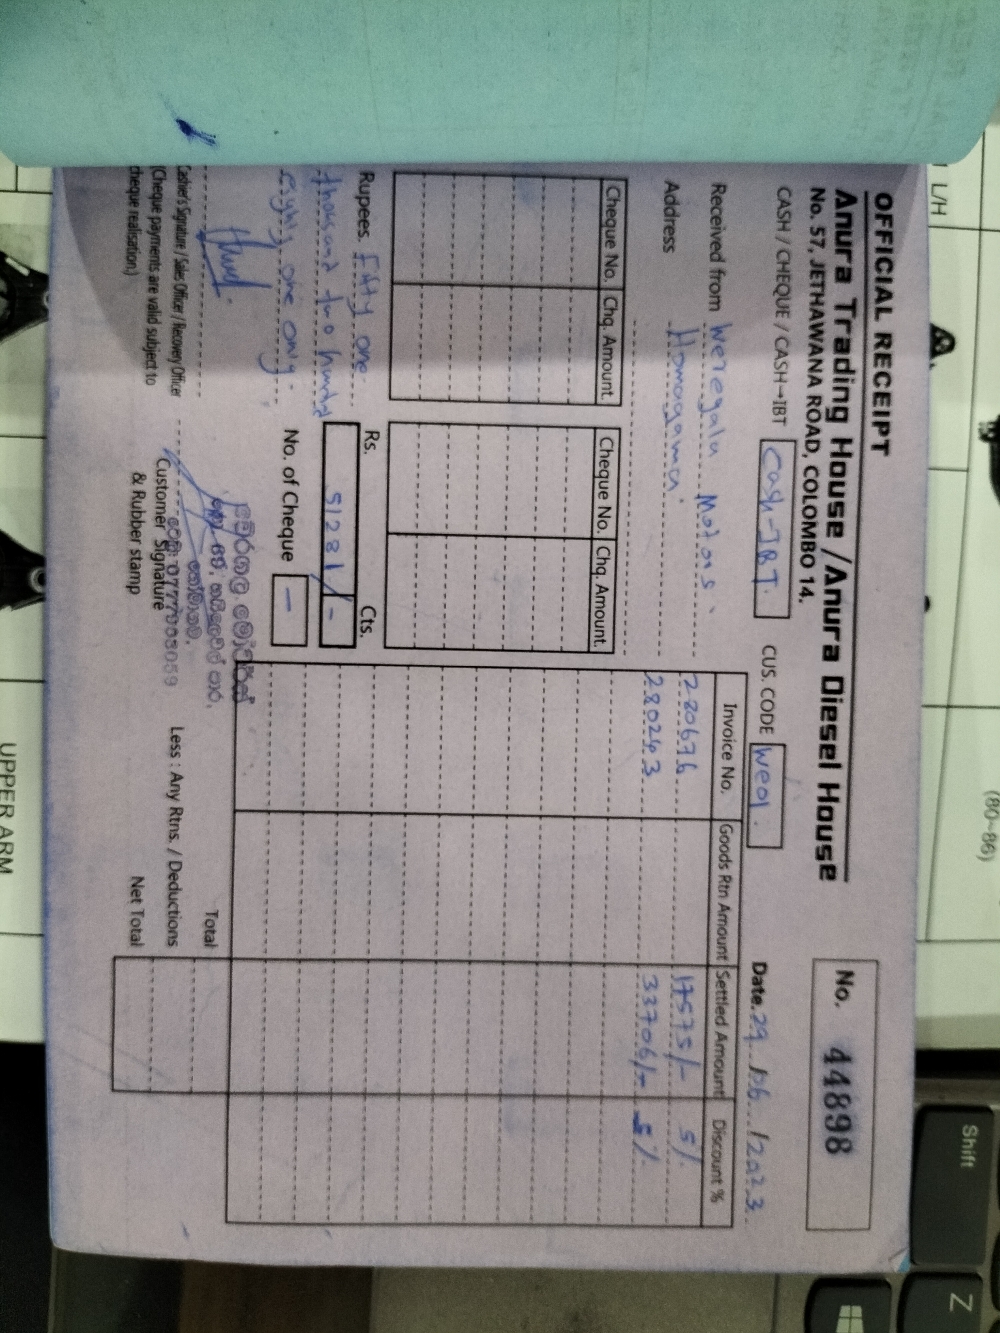 OFFICIAL RECEIPT
Anura Trading House / Anura Diesel House
No. 57, JETHAWANA ROAD, COLOMBO 14.
No. 44898
CASH / CHEQUE / CASH→IBT Cash-IBT. CUS. CODE We01. Date. 29/06/2023
Received from Weregala Motors.
Address Homagama.
Cheque No. Chq. Amount Cheque No. Chq. Amount.
Invoice No. Goods Rtn Amount Settled Amount Discount %
280676 17575/- 5%
280243 33706/- 5%
Rupees. Fifty one
thousand two hundred
eighty one only.
Rs. Cts.
51281/-
No. of Cheque —
Cashier's Signature / Sales Officer / Recovery Officer
(Cheque payments are valid subject to
cheque realisation.)
Customer Signature
& Rubber stamp
Total
Less : Any Rtns. / Deductions
Net Total
L/H
(80~86)
UPPER ARM
Shift
Z